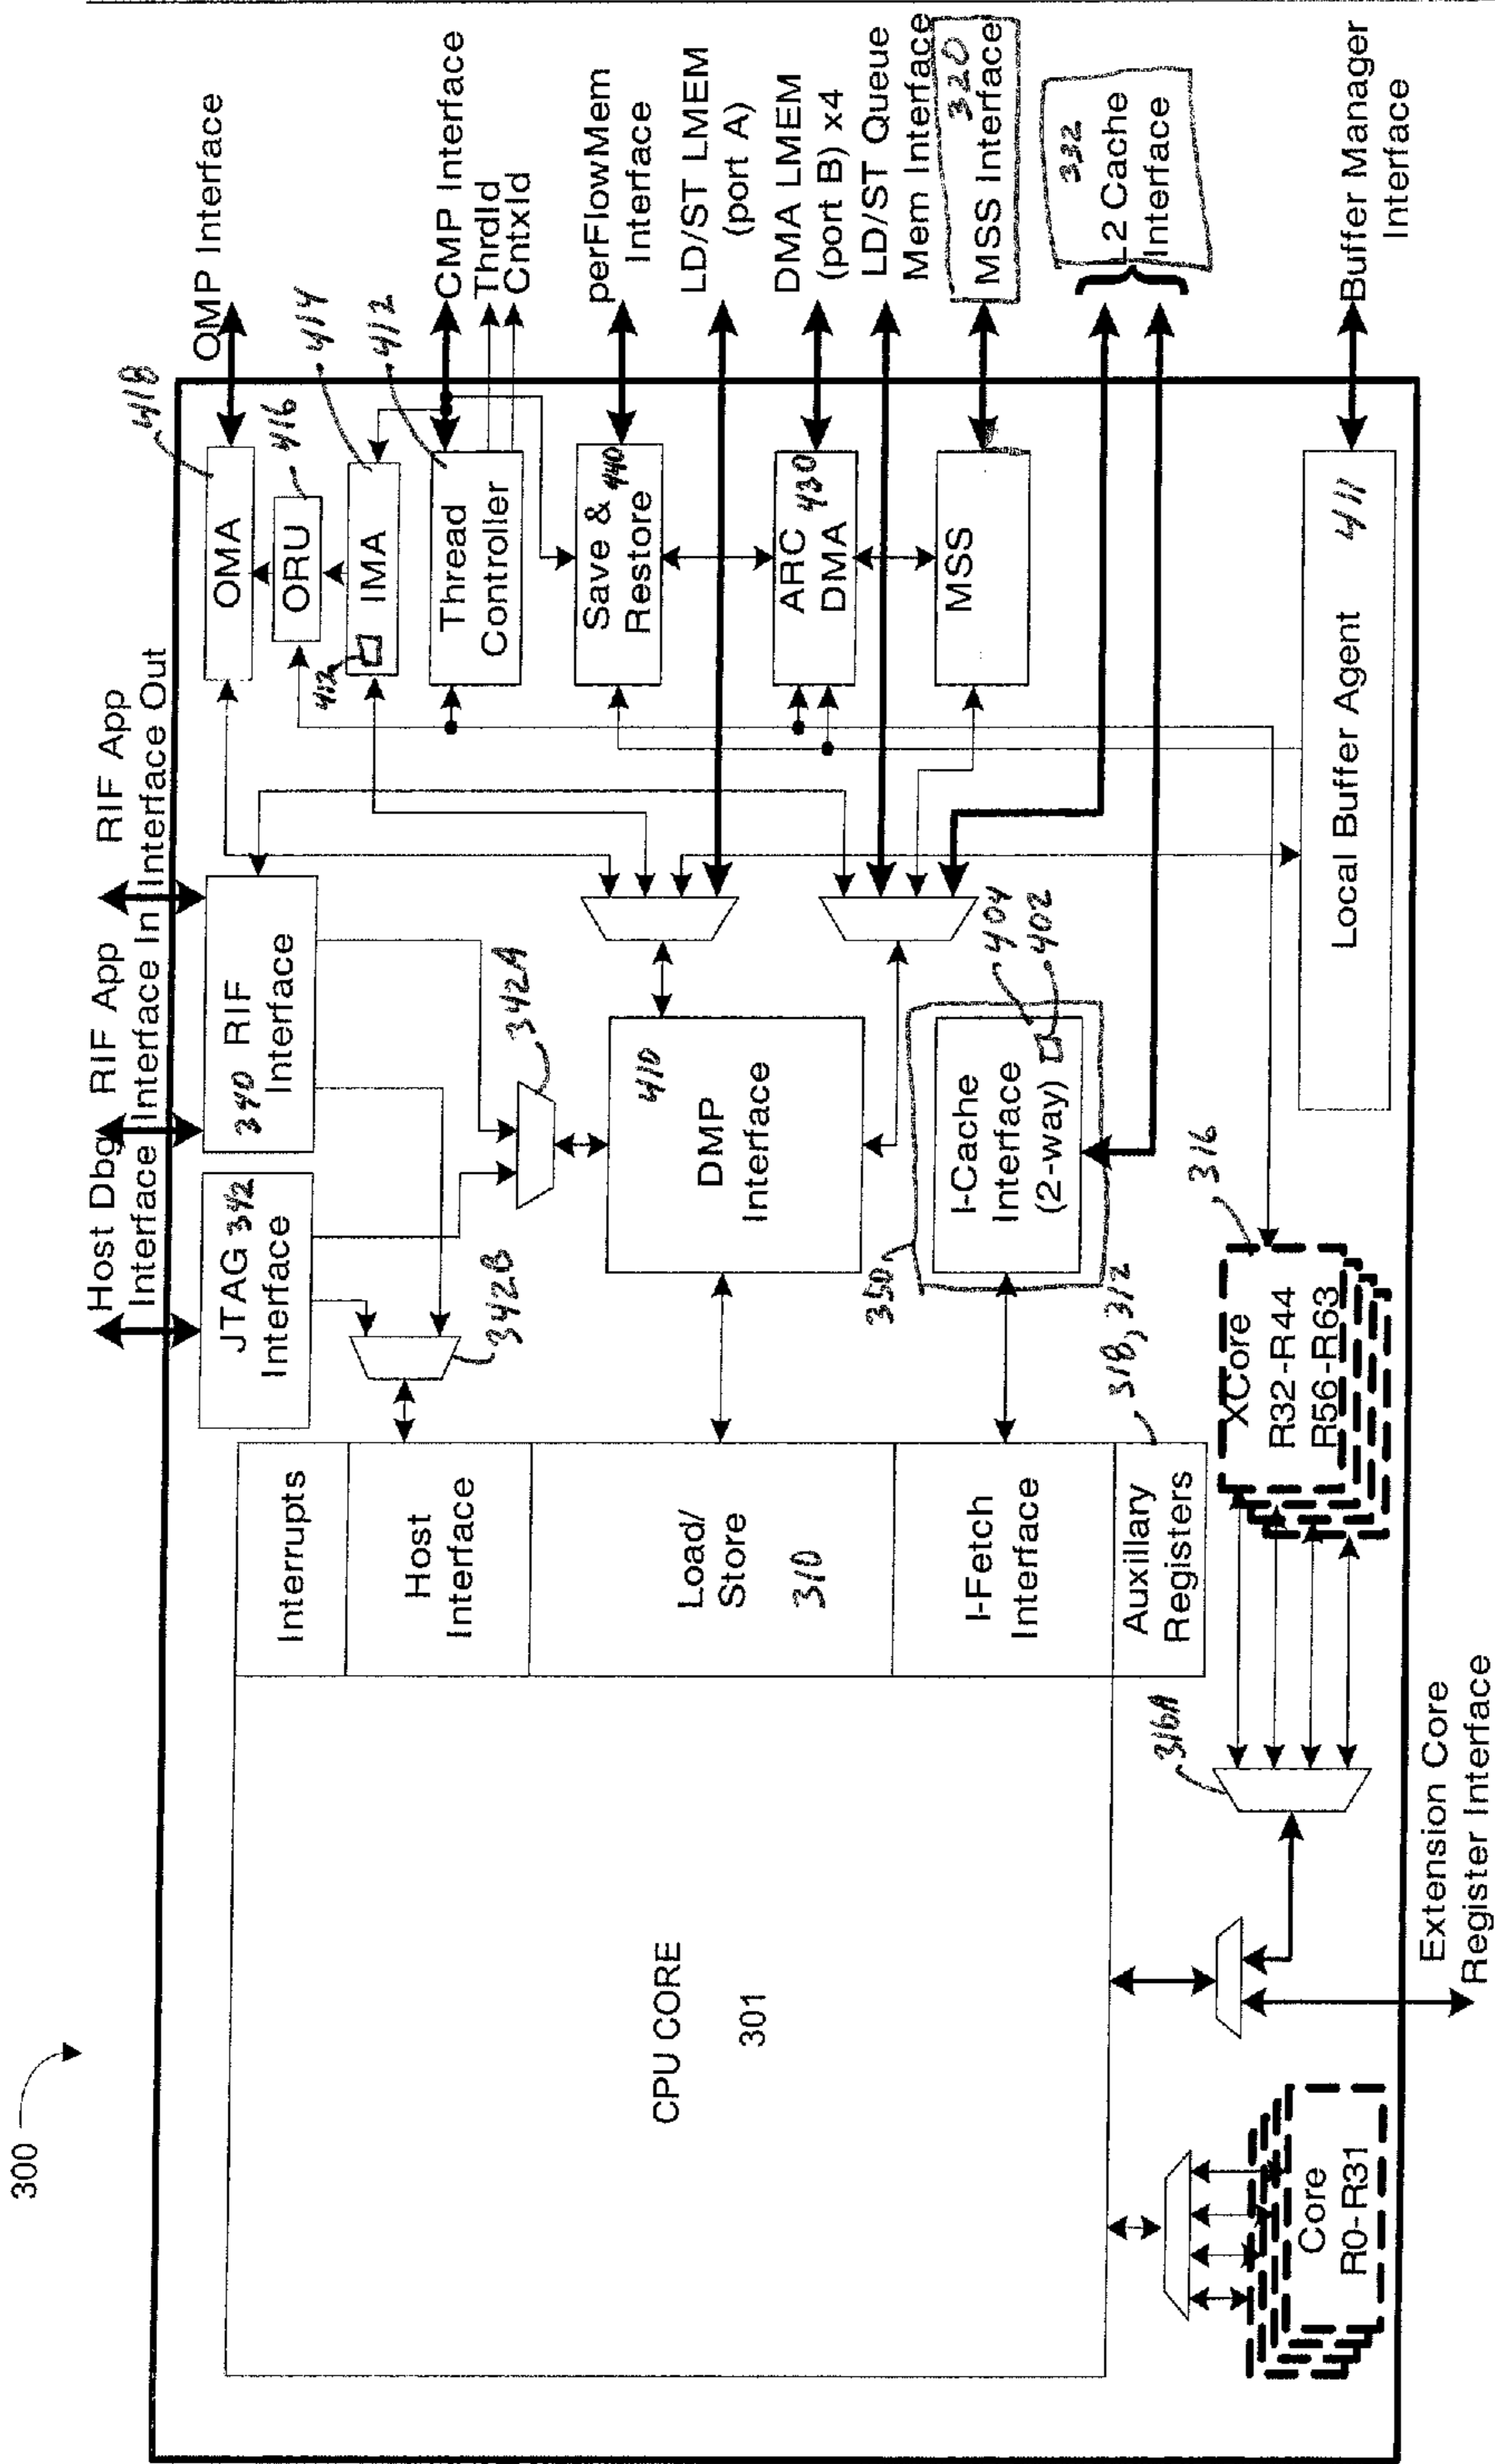 300
Host Dbg
Interface
RIF App
Interface In
RIF App
Interface Out
JTAG 342
Interface
340 RIF
Interface
342B
342A
418
OMA
OMP Interface
416
ORU
414
IMA
412
412
Thread
Controller
CMP Interface
ThrdId
CntxId
Save & 440
Restore
perFlowMem
Interface
LD/ST LMEM
(port A)
ARC 430
DMA
DMA LMEM
(port B) x4
LD/ST Queue
Mem Interface
MSS
320
MSS Interface
332
L2 Cache
Interface
Interrupts
Host
Interface
Load/
Store
310
I-Fetch
Interface
Auxillary
Registers
318, 312
410
DMP
Interface
350
I-Cache
Interface
(2-way)
404
402
CPU CORE
301
Local Buffer Agent 411
Buffer Manager
Interface
316
XCore
R32-R44
R56-R63
316A
Core
R0-R31
Extension Core
Register Interface